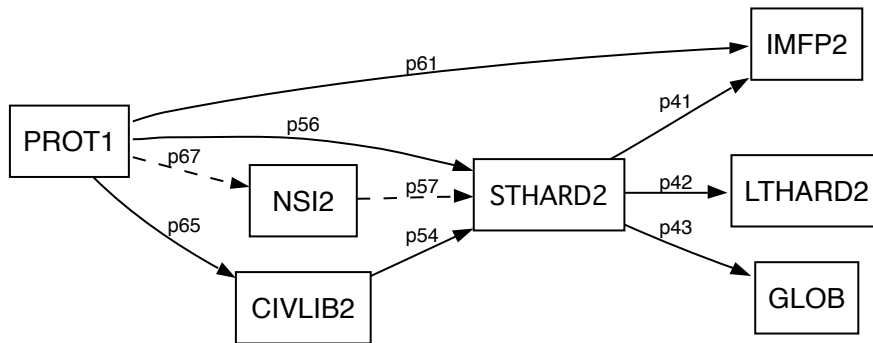 IMFP2
p61
p41
PROT1
p56
p67
NSI2
p57
STHARD2
p42
LTHARD2
p65
p54
p43
CIVLIB2
GLOB